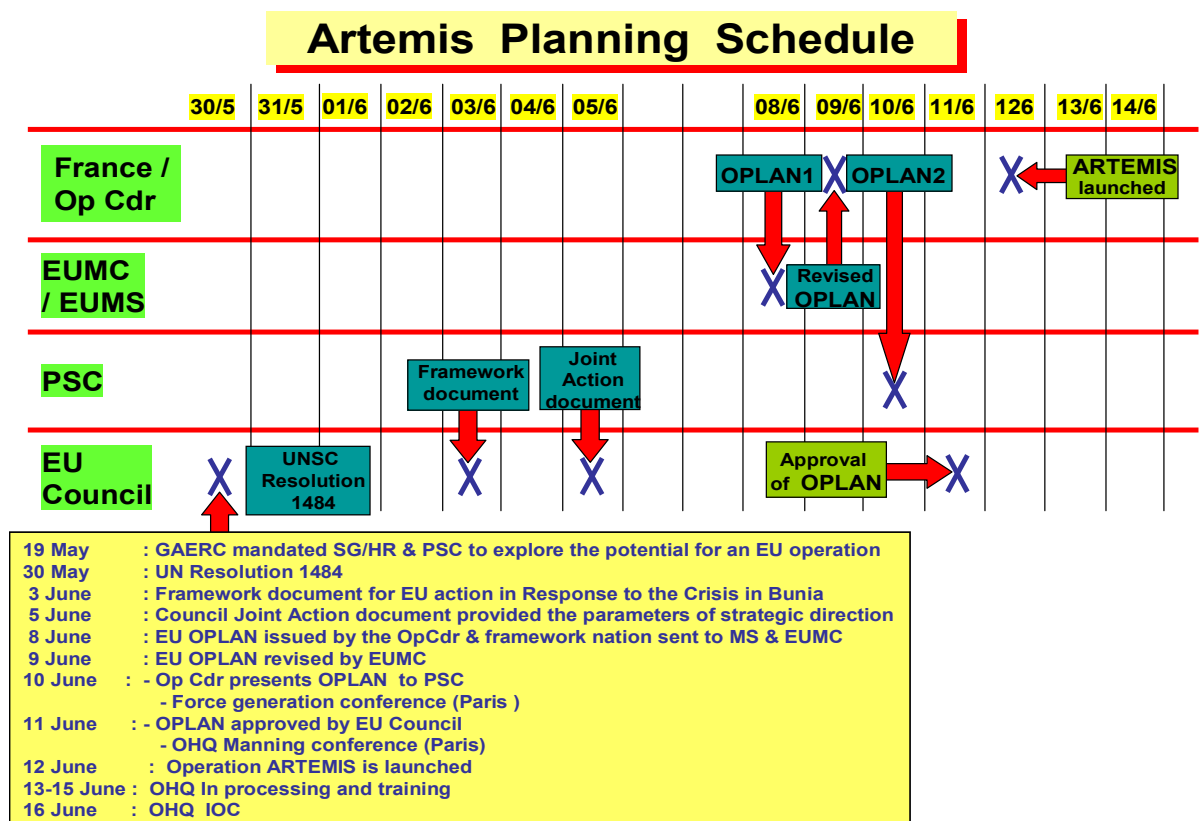 Artemis Planning Schedule
30/5 31/5 01/6 02/6 03/6 04/6 05/6 08/6 09/6 10/6 11/6 126 13/6 14/6
France /
Op Cdr
OPLAN1
OPLAN2
ARTEMIS
launched
EUMC
/ EUMS
Revised
OPLAN
PSC
Framework
document
Joint
Action
document
EU
Council
UNSC
Resolution
1484
Approval
of OPLAN
19 May : GAERC mandated SG/HR & PSC to explore the potential for an EU operation
30 May : UN Resolution 1484
3 June : Framework document for EU action in Response to the Crisis in Bunia
5 June : Council Joint Action document provided the parameters of strategic direction
8 June : EU OPLAN issued by the OpCdr & framework nation sent to MS & EUMC
9 June : EU OPLAN revised by EUMC
10 June : - Op Cdr presents OPLAN to PSC
- Force generation conference (Paris )
11 June : - OPLAN approved by EU Council
- OHQ Manning conference (Paris)
12 June : Operation ARTEMIS is launched
13-15 June : OHQ In processing and training
16 June : OHQ IOC